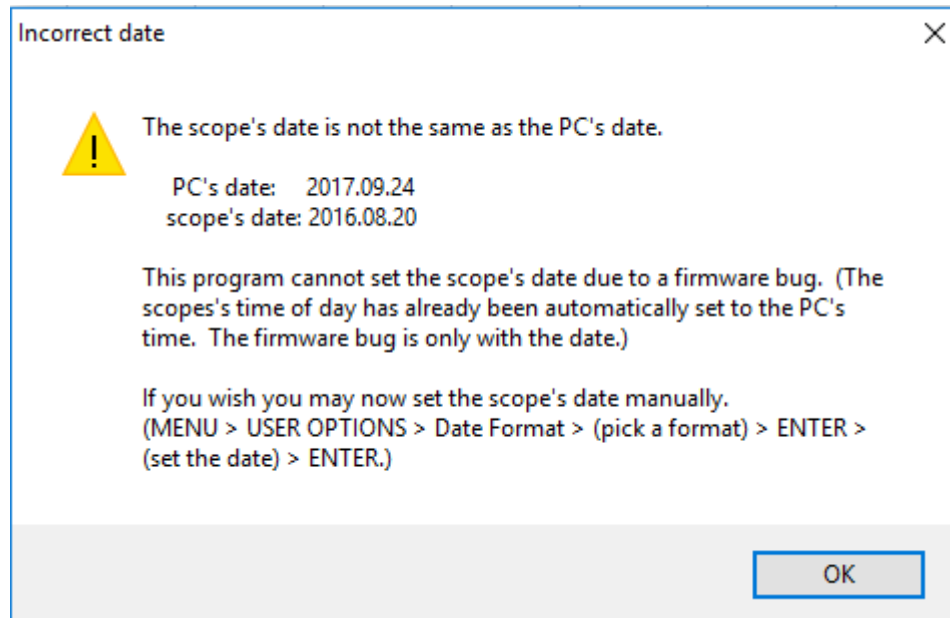 Incorrect date
The scope's date is not the same as the PC's date.
PC's date: 2017.09.24
scope's date: 2016.08.20
This program cannot set the scope's date due to a firmware bug. (The
scopes's time of day has already been automatically set to the PC's
time. The firmware bug is only with the date.)
If you wish you may now set the scope's date manually.
(MENU > USER OPTIONS > Date Format > (pick a format) > ENTER >
(set the date) > ENTER.)
OK